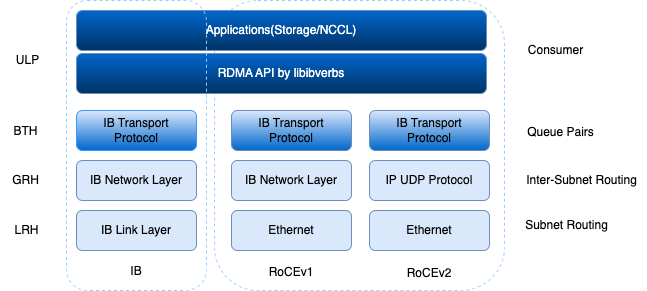 Applications(Storage/NCCL)
ULP
Consumer
RDMA API by libibverbs
BTH
IB Transport
Protocol
IB Transport
Protocol
IB Transport
Protocol
Queue Pairs
GRH
IB Network Layer
IB Network Layer
IP UDP Protocol
Inter-Subnet Routing
LRH
IB Link Layer
Ethernet
Ethernet
Subnet Routing
IB
RoCEv1
RoCEv2